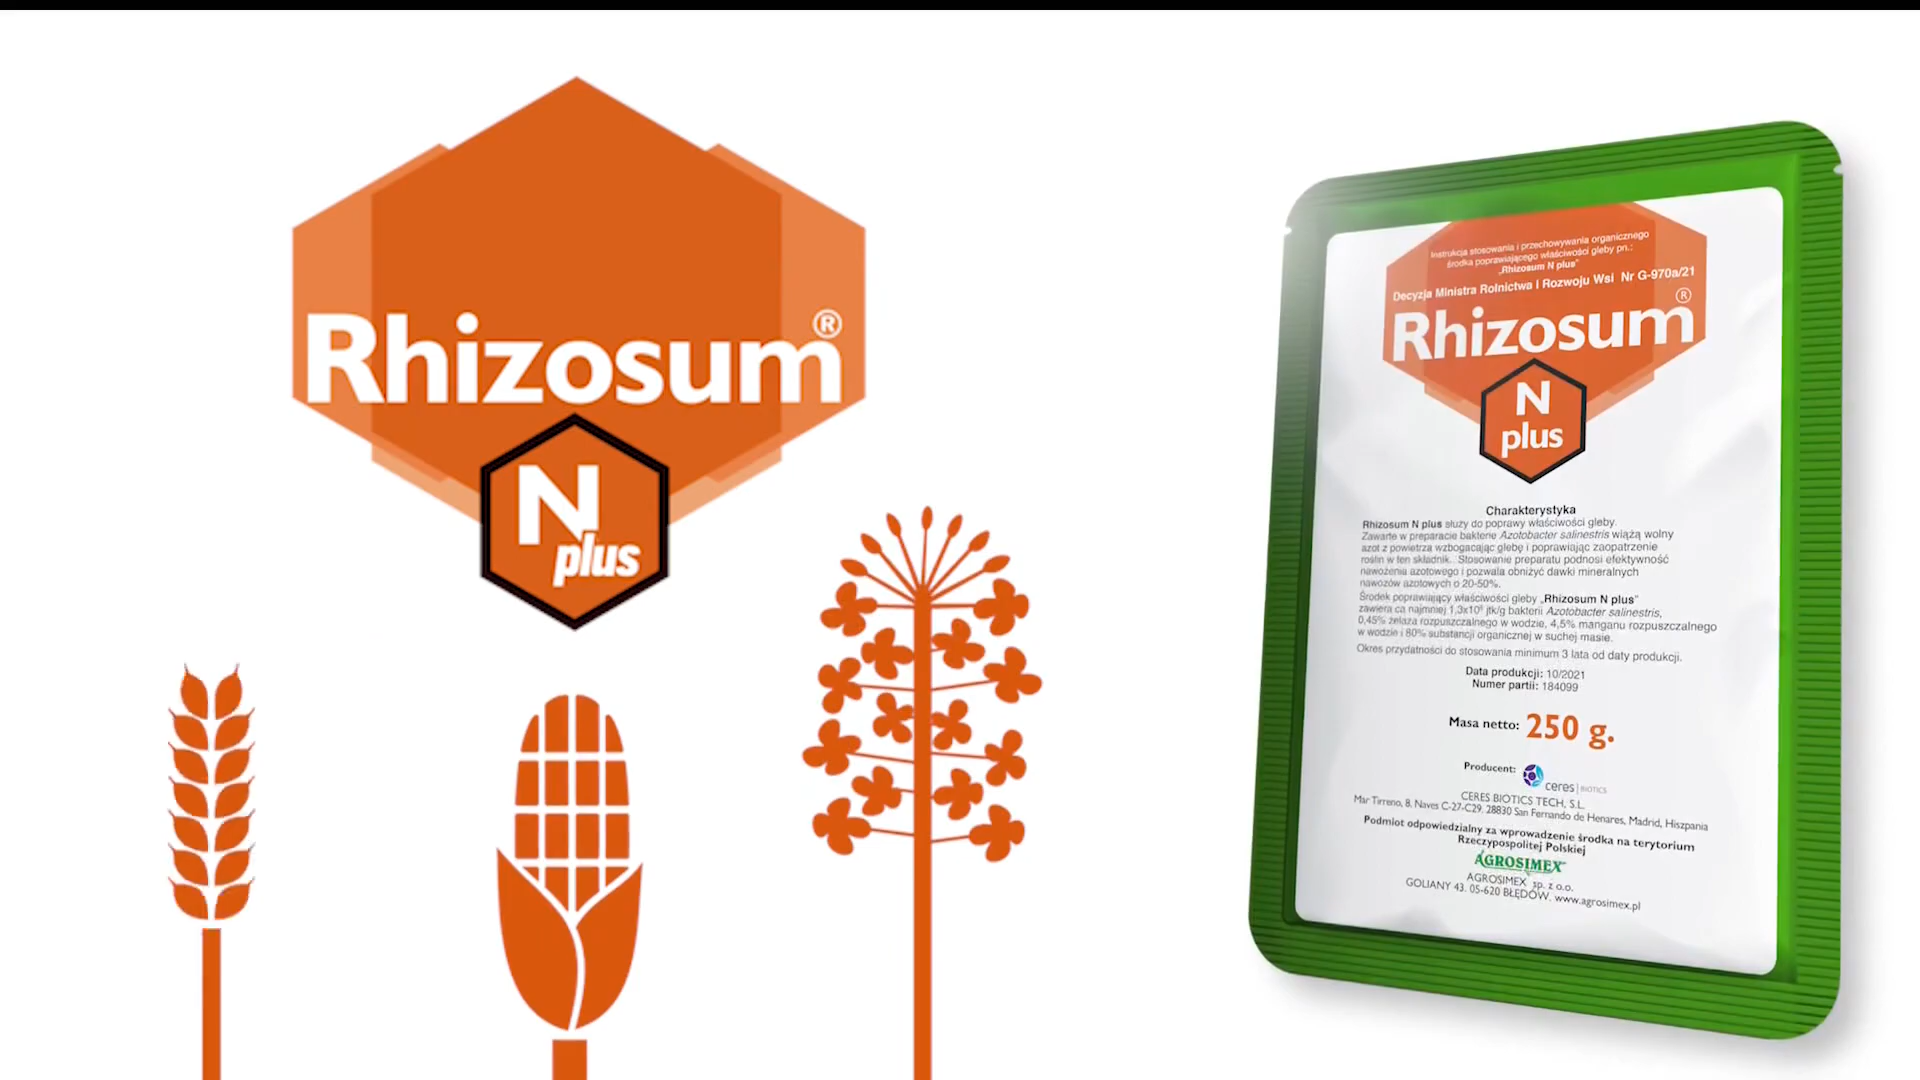 Rhizosum®
N
plus
Instrukcja stosowania i przechowywania organicznego
środka poprawiającego właściwości gleby pn.:
„Rhizosum N plus”
Decyzja Ministra Rolnictwa i Rozwoju Wsi Nr G-970a/21
Rhizosum®
N
plus
Charakterystyka
Rhizosum N plus służy do poprawy właściwości gleby.
Zawarte w preparacie bakterie Azotobacter salinestris wiążą wolny
azot z powietrza wzbogacając glebę i poprawiając zaopatrzenie
roślin w ten składnik. Stosowanie preparatu podnosi efektywność
nawożenia azotowego i pozwala obniżyć dawki mineralnych
nawozów azotowych o 20-50%.
Środek poprawiający właściwości gleby „Rhizosum N plus”
zawiera co najmniej jtk/g bakterii Azotobacter salinestris,
0,45% żelaza rozpuszczalnego w wodzie, 4,5% manganu rozpuszczalnego
w wodzie i 80% substancji organicznej w suchej masie.
Okres przydatności do stosowania minimum 3 lata od daty produkcji.
Data produkcji: 10/2021
Numer partii: 184099
Masa netto: 250 g.
Producent: ceres | BIOTICS
CERES BIOTICS TECH, S.L.
Mar Tirreno, 8, Naves C-27-C29. 28830 San Fernando de Henares, Madrid, Hiszpania
Podmiot odpowiedzialny za wprowadzenie środka na terytorium
Rzeczypospolitej Polskiej
AGROSIMEX
AGROSIMEX sp. z o.o.
GOLIANY 43. 05-620 BŁĘDÓW. www.agrosimex.pl